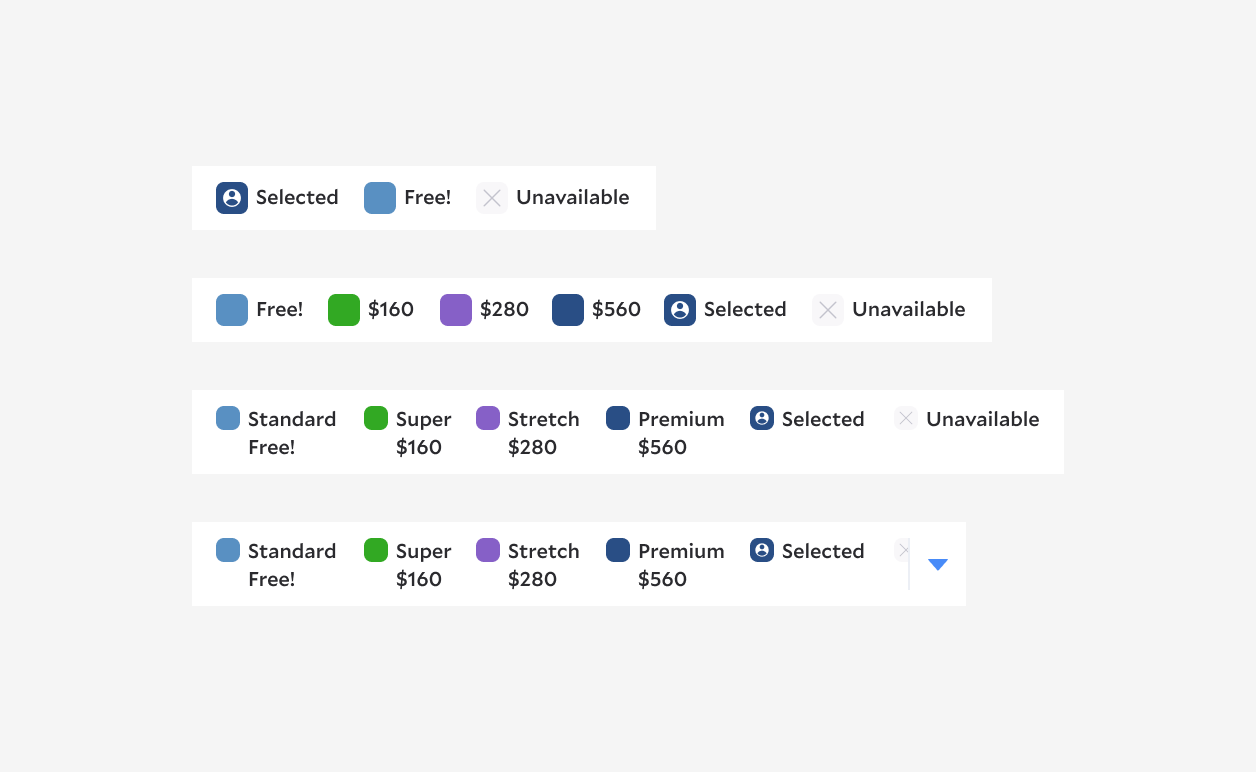 Selected Free! Unavailable
Free! $160 $280 $560 Selected Unavailable
Standard Super Stretch Premium Selected Unavailable
Free! $160 $280 $560
Standard Super Stretch Premium Selected
Free! $160 $280 $560